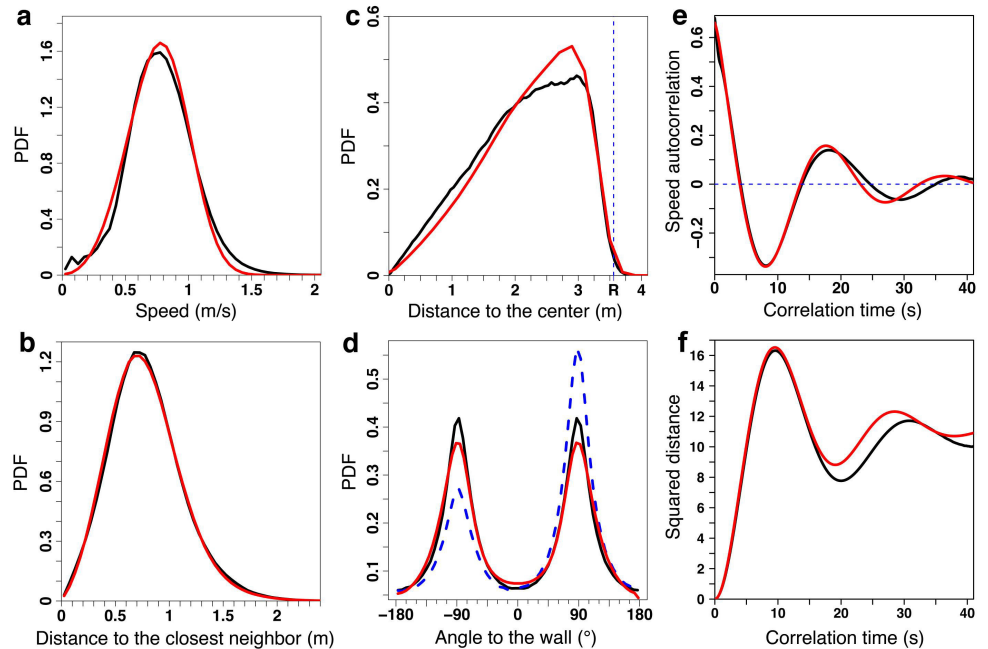 a
PDF
1.6
1.2
0.8
0.4
0
0 0.5 1 1.5 2
Speed (m/s)
b
PDF
1.2
0.9
0.6
0.3
0
0 0.5 1 1.5 2
Distance to the closest neighbor (m)
c
PDF
0.6
0.4
0.2
0
0 1 2 3 R 4
Distance to the center (m)
d
PDF
0.5
0.4
0.3
0.2
0.1
−180 −90 0 90 180
Angle to the wall (°)
e
Speed autocorrelation
0.6
0.2
0
−0.2
0 10 20 30 40
Correlation time (s)
f
Squared distance
16
14
12
10
8
6
4
2
0
0 10 20 30 40
Correlation time (s)